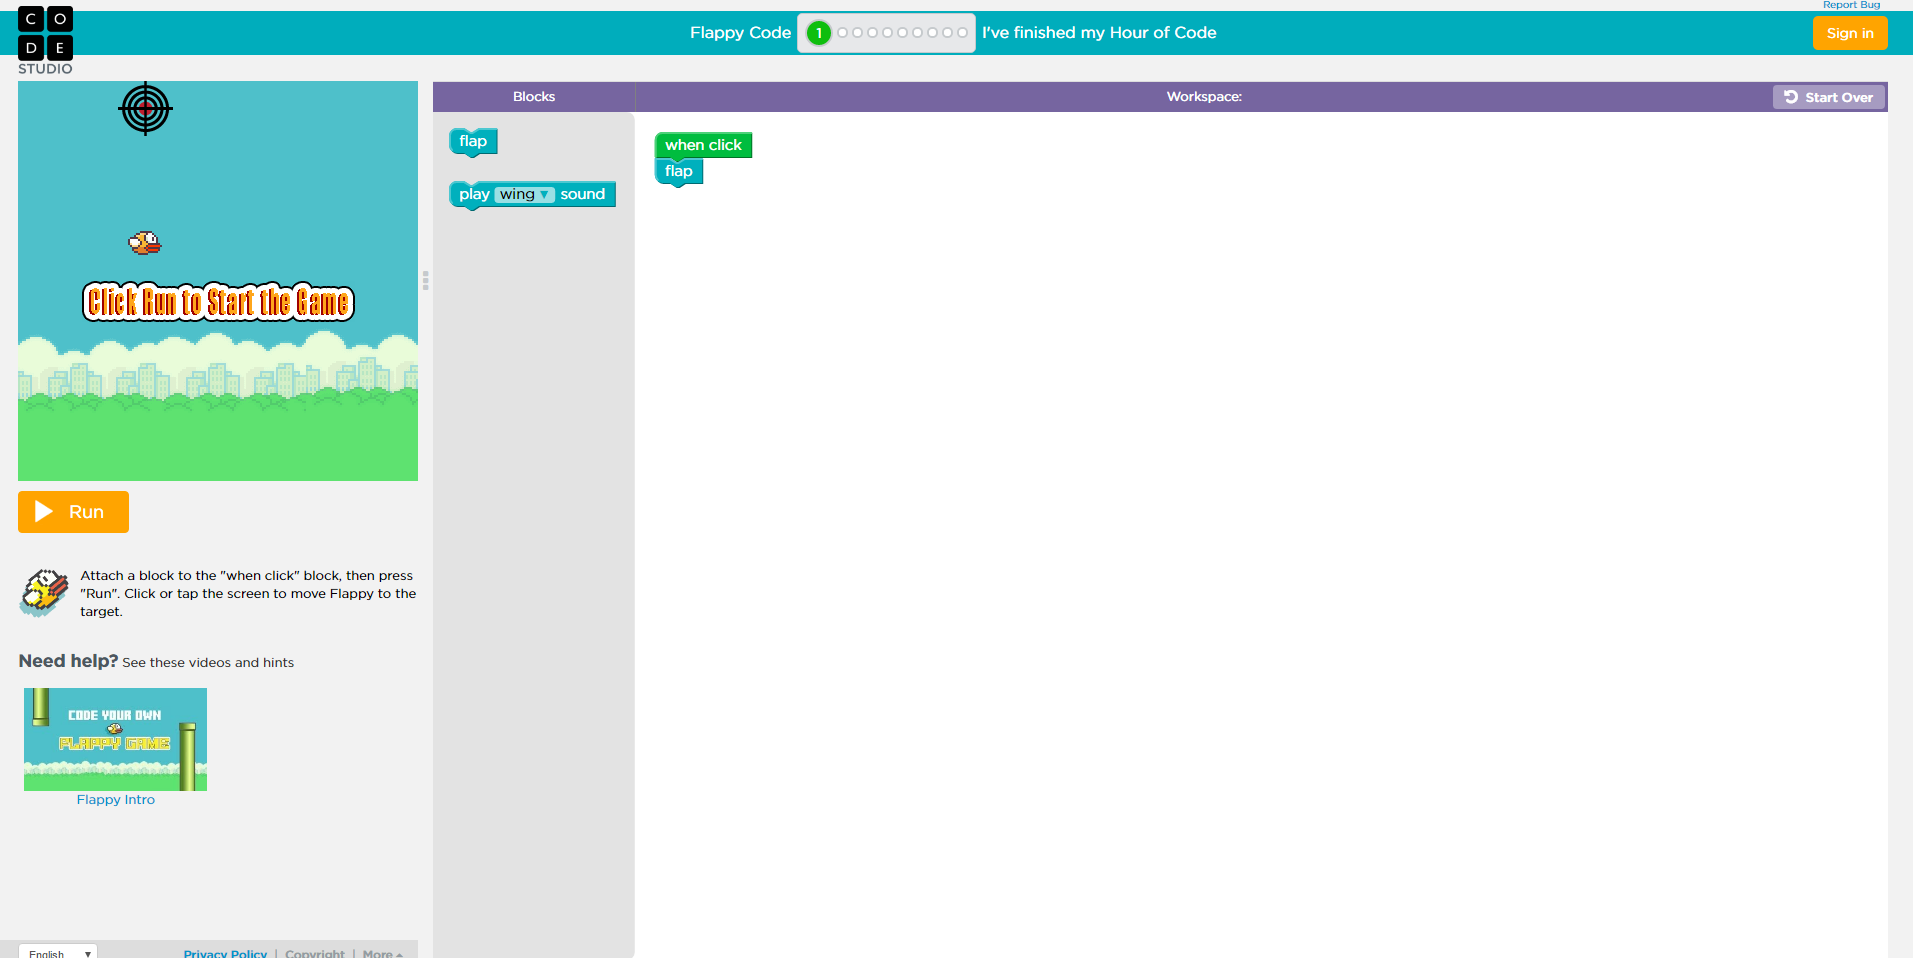 Report Bug
C O
D E
STUDIO
Flappy Code 1 I've finished my Hour of Code
Sign in
Click Run to Start the Game
Run
Attach a block to the "when click" block, then press
"Run". Click or tap the screen to move Flappy to the
target.
Need help? See these videos and hints
CODE YOUR OWN
FLAPPY GAME
Flappy Intro
English ▼
Privacy Policy | Copyright | More
Blocks
flap
play wing ▼ sound
Workspace:
Start Over
when click
flap